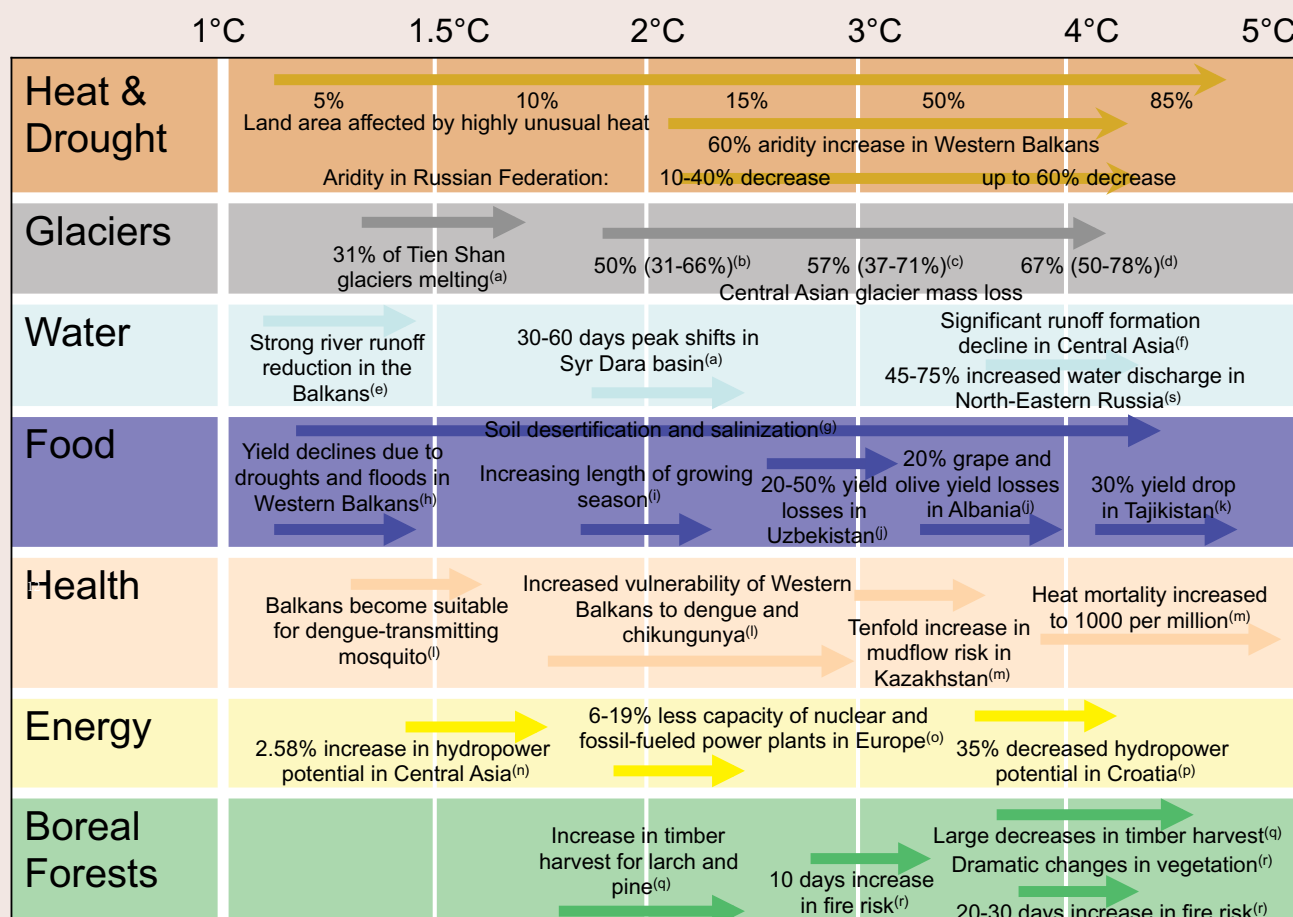 1°C 1.5°C 2°C 3°C 4°C 5°C
Heat &
Drought
5% 10% 15% 50% 85%
Land area affected by highly unusual heat
60% aridity increase in Western Balkans
Aridity in Russian Federation: 10-40% decrease up to 60% decrease
Glaciers
31% of Tien Shan
glaciers melting(a)
50% (31-66%)(b) 57% (37-71%)(c) 67% (50-78%)(d)
Central Asian glacier mass loss
Water
Strong river runoff
reduction in the
Balkans(e)
30-60 days peak shifts in
Syr Dara basin(a)
Significant runoff formation
decline in Central Asia(f)
45-75% increased water discharge in
North-Eastern Russia(s)
Food
Soil desertification and salinization(g)
Yield declines due to
droughts and floods in
Western Balkans(h)
Increasing length of growing
season(i)
20-50% yield
losses in
Uzbekistan(j)
20% grape and
olive yield losses
in Albania(j)
30% yield drop
in Tajikistan(k)
Health
Balkans become suitable
for dengue-transmitting
mosquito(l)
Increased vulnerability of Western
Balkans to dengue and
chikungunya(l)
Tenfold increase in
mudflow risk in
Kazakhstan(m)
Heat mortality increased
to 1000 per million(m)
Energy
2.58% increase in hydropower
potential in Central Asia(n)
6-19% less capacity of nuclear and
fossil-fueled power plants in Europe(o)
35% decreased hydropower
potential in Croatia(p)
Boreal
Forests
Increase in timber
harvest for larch and
pine(q)
10 days increase
in fire risk(r)
Large decreases in timber harvest(q)
Dramatic changes in vegetation(r)
20-30 days increase in fire risk(r)